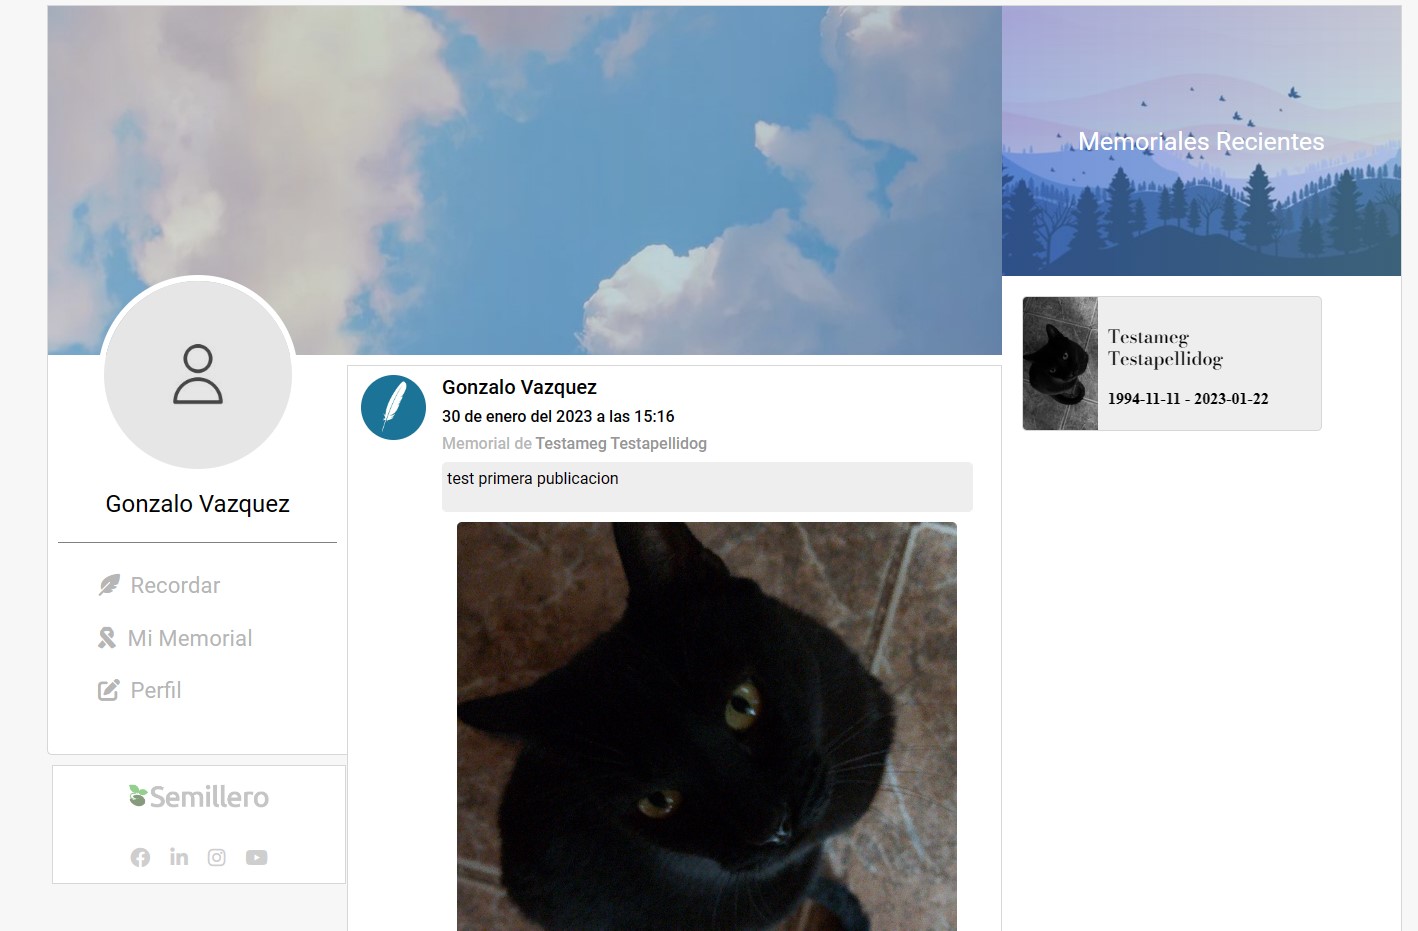 Memoriales Recientes
Gonzalo Vazquez
Recordar
Mi Memorial
Perfil
Semillero
Gonzalo Vazquez
30 de enero del 2023 a las 15:16
Memorial de Testameg Testapellidog
test primera publicacion
Testameg
Testapellidog
1994-11-11 - 2023-01-22